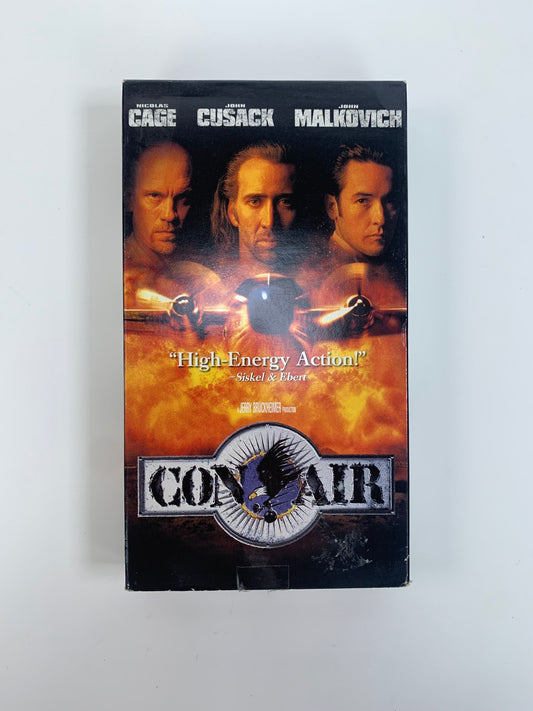 NICOLAS CAGE JOHN CUSACK JOHN MALKOVICH
“High-Energy Action!”
–Siskel & Ebert
A JERRY BRUCKHEIMER PRODUCTION
CON AIR